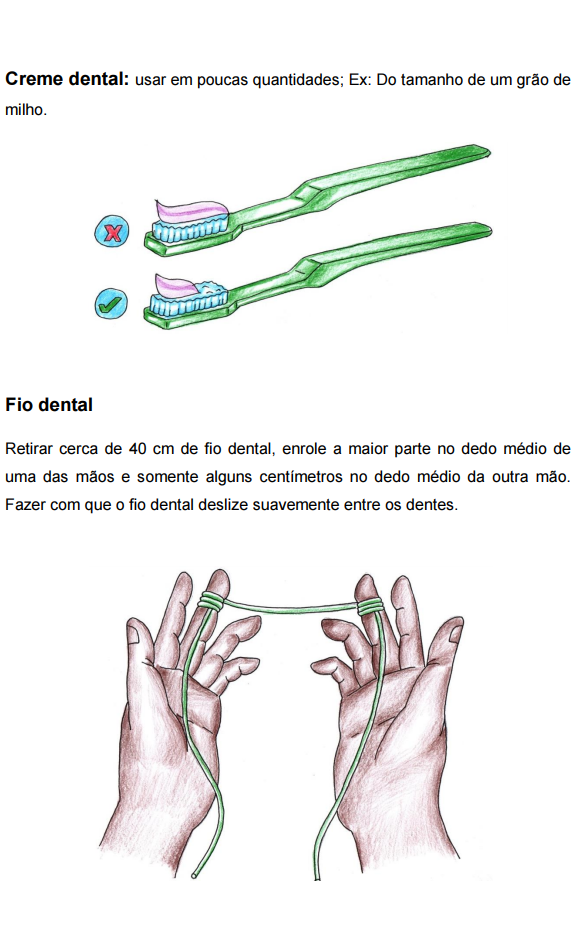 Creme dental: usar em poucas quantidades; Ex: Do tamanho de um grão de
milho.
X
Fio dental
Retirar cerca de 40 cm de fio dental, enrole a maior parte no dedo médio de
uma das mãos e somente alguns centímetros no dedo médio da outra mão.
Fazer com que o fio dental deslize suavemente entre os dentes.